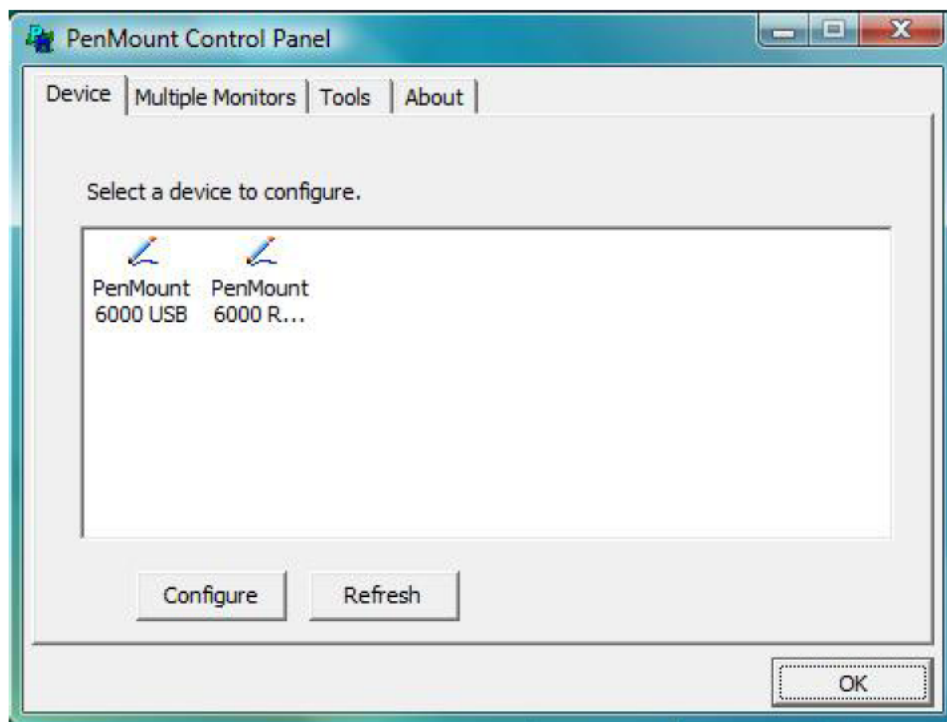 PenMount Control Panel
Device Multiple Monitors Tools About
Select a device to configure.
PenMount PenMount
6000 USB 6000 R...
Configure Refresh
OK